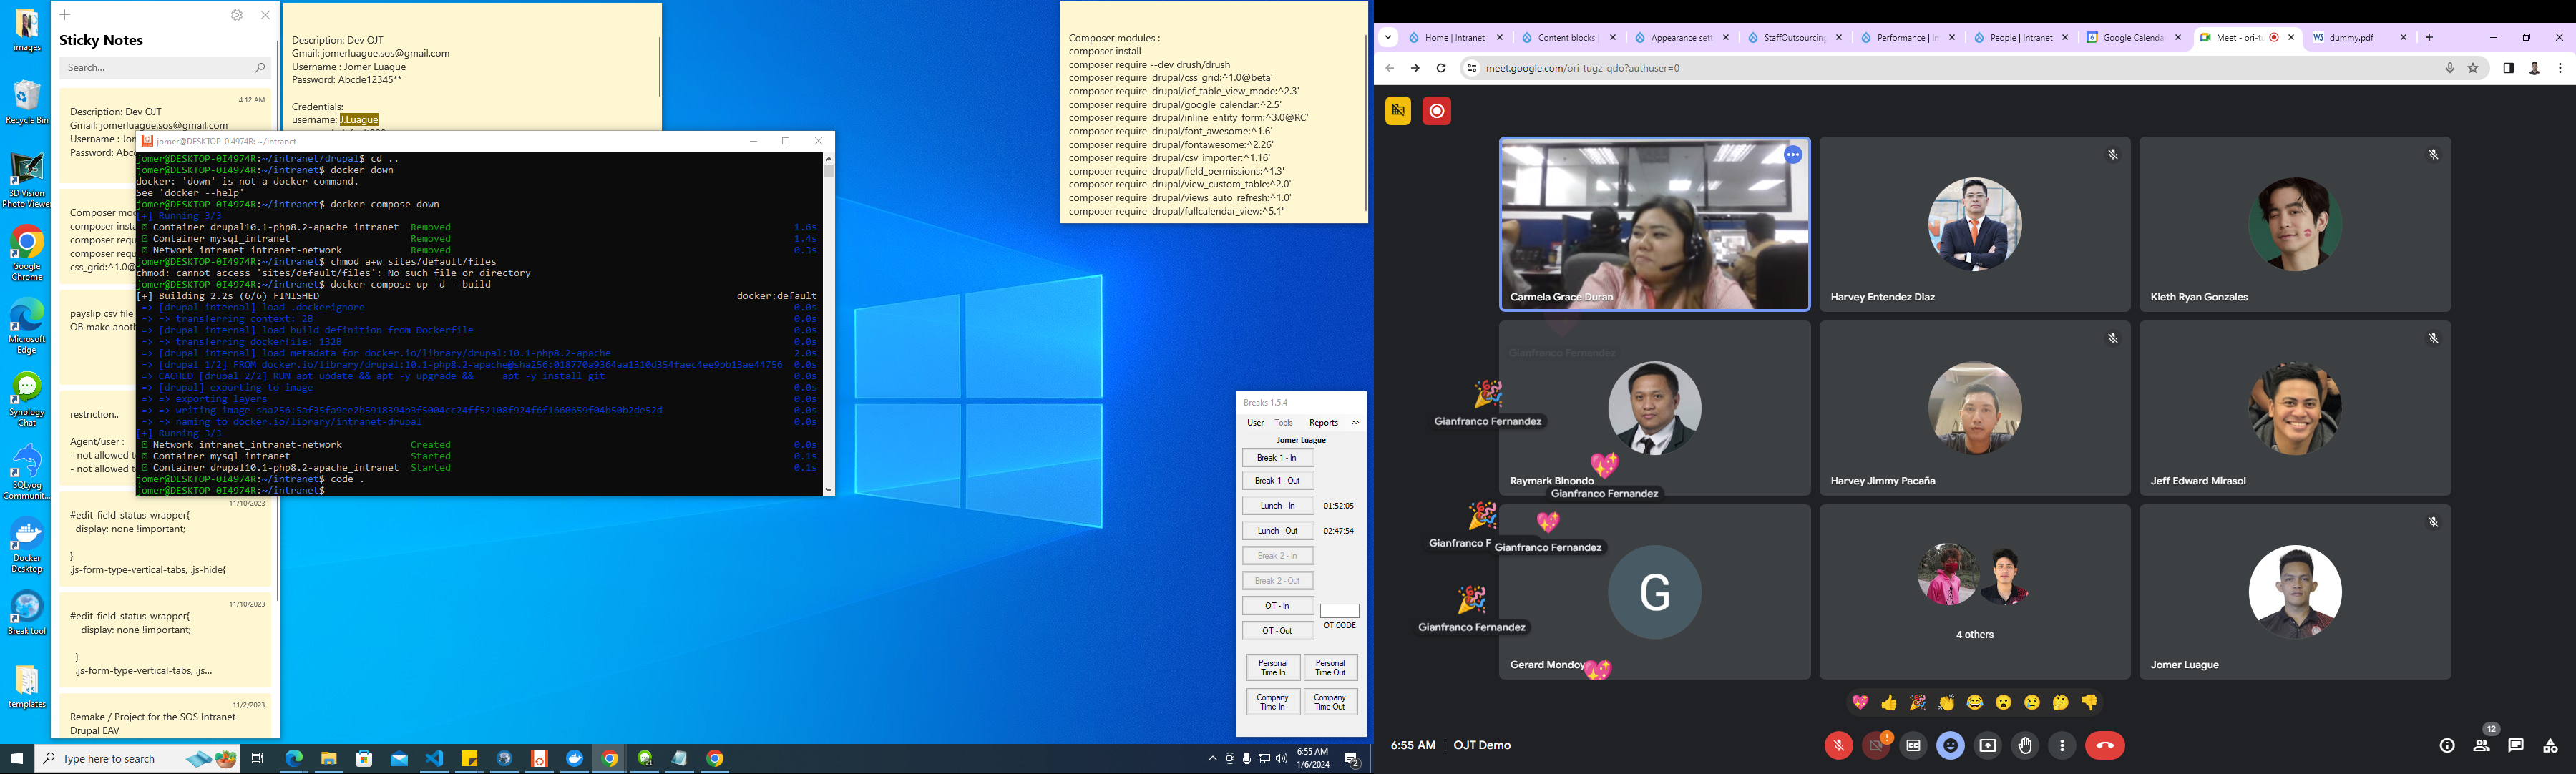 images
Recycle Bin
3D Vision
Photo Viewer
Google
Chrome
Microsoft
Edge
Synology
Chat
SQLyog
Communit...
Docker
Desktop
Break tool
templates
Sticky Notes
Search...
4:12 AM
Description: Dev OJT
Gmail: jomerluague.sos@gmail.com
Username : Jom
Password: Abc
Composer mod
composer insta
composer requ
composer requ
css_grid:^1.0@
payslip csv file
OB make anoth
restriction..
Agent/user :
- not allowed t
- not allowed t
11/10/2023
#edit-field-status-wrapper{
display: none !important;
}
.js-form-type-vertical-tabs, .js-hide{
11/10/2023
#edit-field-status-wrapper{
display: none !important;
}
.js-form-type-vertical-tabs, .js...
11/2/2023
Remake / Project for the SOS Intranet
Drupal EAV
Description: Dev OJT
Gmail: jomerluague.sos@gmail.com
Username : Jomer Luague
Password: Abcde12345**
Credentials:
username: J.Luague
jomer@DESKTOP-0I4974R: ~/intranet
jomer@DESKTOP-0I4974R:~/intranet/drupal$ cd ..
jomer@DESKTOP-0I4974R:~/intranet$ docker down
docker: 'down' is not a docker command.
See 'docker --help'
jomer@DESKTOP-0I4974R:~/intranet$ docker compose down
[+] Running 3/3
Container drupal10.1-php8.2-apache_intranet Removed 1.6s
Container mysql_intranet Removed 1.4s
Network intranet_intranet-network Removed 0.3s
jomer@DESKTOP-0I4974R:~/intranet$ chmod a+w sites/default/files
chmod: cannot access 'sites/default/files': No such file or directory
jomer@DESKTOP-0I4974R:~/intranet$ docker compose up -d --build
[+] Building 2.2s (6/6) FINISHED docker:default
=> [drupal internal] load .dockerignore 0.0s
=> => transferring context: 2B 0.0s
=> [drupal internal] load build definition from Dockerfile 0.0s
=> => transferring dockerfile: 132B 0.0s
=> [drupal internal] load metadata for docker.io/library/drupal:10.1-php8.2-apache 2.0s
=> [drupal 1/2] FROM docker.io/library/drupal:10.1-php8.2-apache@sha256:018770a9364aa1310d354faec4ee9bb13ae44756 0.0s
=> CACHED [drupal 2/2] RUN apt update && apt -y upgrade && apt -y install git 0.0s
=> [drupal] exporting to image 0.0s
=> => exporting layers 0.0s
=> => writing image sha256:5af35fa9ee2b5918394b3f5004cc24ff52108f924f6f1660659f04b50b2de52d 0.0s
=> => naming to docker.io/library/intranet-drupal 0.0s
[+] Running 3/3
Network intranet_intranet-network Created 0.0s
Container mysql_intranet Started 0.1s
Container drupal10.1-php8.2-apache_intranet Started 0.1s
jomer@DESKTOP-0I4974R:~/intranet$ code .
jomer@DESKTOP-0I4974R:~/intranet$
Composer modules :
composer install
composer require --dev drush/drush
composer require 'drupal/css_grid:^1.0@beta'
composer require 'drupal/ief_table_view_mode:^2.3'
composer require 'drupal/google_calendar:^2.5'
composer require 'drupal/inline_entity_form:^3.0@RC'
composer require 'drupal/font_awesome:^1.6'
composer require 'drupal/fontawesome:^2.26'
composer require 'drupal/csv_importer:^1.16'
composer require 'drupal/field_permissions:^1.3'
composer require 'drupal/view_custom_table:^2.0'
composer require 'drupal/views_auto_refresh:^1.0'
composer require 'drupal/fullcalendar_view:^5.1'
Breaks 1.5.4
User Tools Reports >>
Jomer Luague
Break 1 - In
Break 1 - Out
Lunch - In 01:52:05
Lunch - Out 02:47:54
Break 2 - In
Break 2 - Out
OT - In
OT - Out
OT CODE
Personal Time In
Personal Time Out
Company Time In
Company Time Out
Type here to search
6:55 AM
1/6/2024
2
Home | Intranet
Content blocks |
Appearance sett
StaffOutsourcing
Performance | In
People | Intranet
Google Calenda
Meet - ori-tu
dummy.pdf
meet.google.com/ori-tugz-qdo?authuser=0
Carmela Grace Duran
Harvey Entendez Diaz
Kieth Ryan Gonzales
Gianfranco Fernandez
Gianfranco Fernandez
Raymark Binondo
Gianfranco Fernandez
Harvey Jimmy Pacaña
Jeff Edward Mirasol
Gianfranco F
Gianfranco Fernandez
Gianfranco Fernandez
G
Gerard Mondoy
4 others
Jomer Luague
6:55 AM | OJT Demo
12